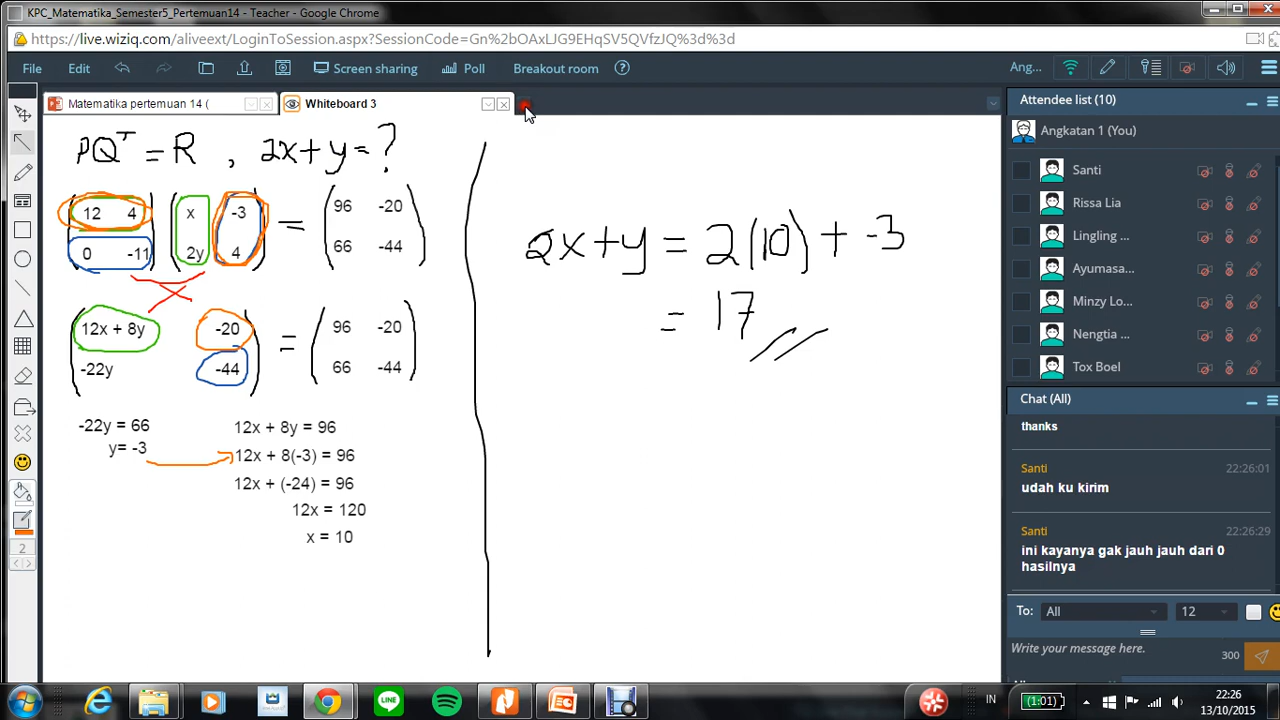 KPC_Matematika_Semester5_Pertemuan14 - Teacher - Google Chrome
https://live.wiziq.com/aliveext/LoginToSession.aspx?SessionCode=Gn%2bOAxLJG9EHqSV5QVfzJQ%3d%3d
File Edit Screen sharing Poll Breakout room ? Ang...
Matematika pertemuan 14 (
Whiteboard 3
PQᵀ = R , 2x+y=?
12 4 x -3 = 96 -20
0 -11 2y 4 66 -44
12x + 8y -20 = 96 -20
-22y -44 66 -44
-22y = 66
y= -3
12x + 8y = 96
12x + 8(-3) = 96
12x + (-24) = 96
12x = 120
x = 10
2x+y = 2(10) + -3
= 17
2
Attendee list (10)
Angkatan 1 (You)
Santi
Rissa Lia
Lingling ...
Ayumasa...
Minzy Lo...
Nengtia ...
Tox Boel
Chat (All)
thanks
Santi 22:26:01
udah ku kirim
Santi 22:26:29
ini kayanya gak jauh jauh dari 0
hasilnya
To: All 12
Write your message here. 300
LINE
IN (1:01) 22:26
13/10/2015